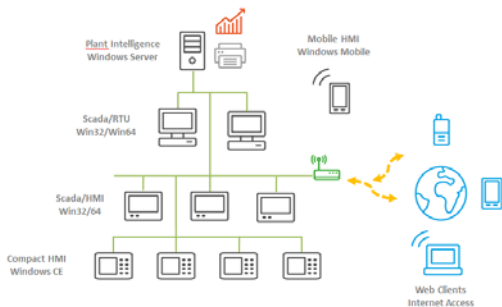 Plant Intelligence
Windows Server
Mobile HMI
Windows Mobile
Scada/RTU
Win32/Win64
Scada/HMI
Win32/64
Compact HMI
Windows CE
Web Clients
Internet Access